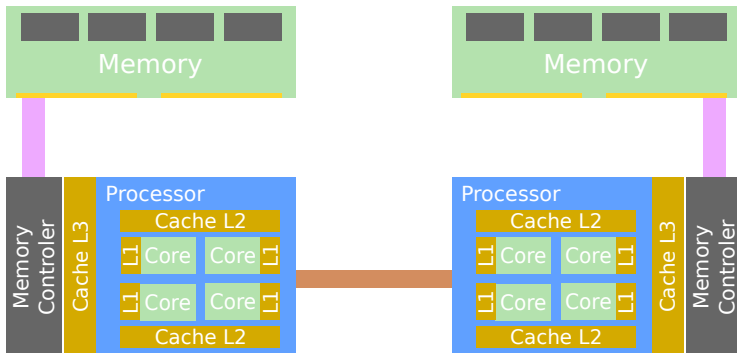 Memory
Memory
Memory
Controler
Cache L3
Processor
Cache L2
L1 Core
Core L1
L1 Core
Core L1
Cache L2
Processor
Cache L2
L1 Core
Core L1
L1 Core
Core L1
Cache L2
Cache L3
Memory
Controler